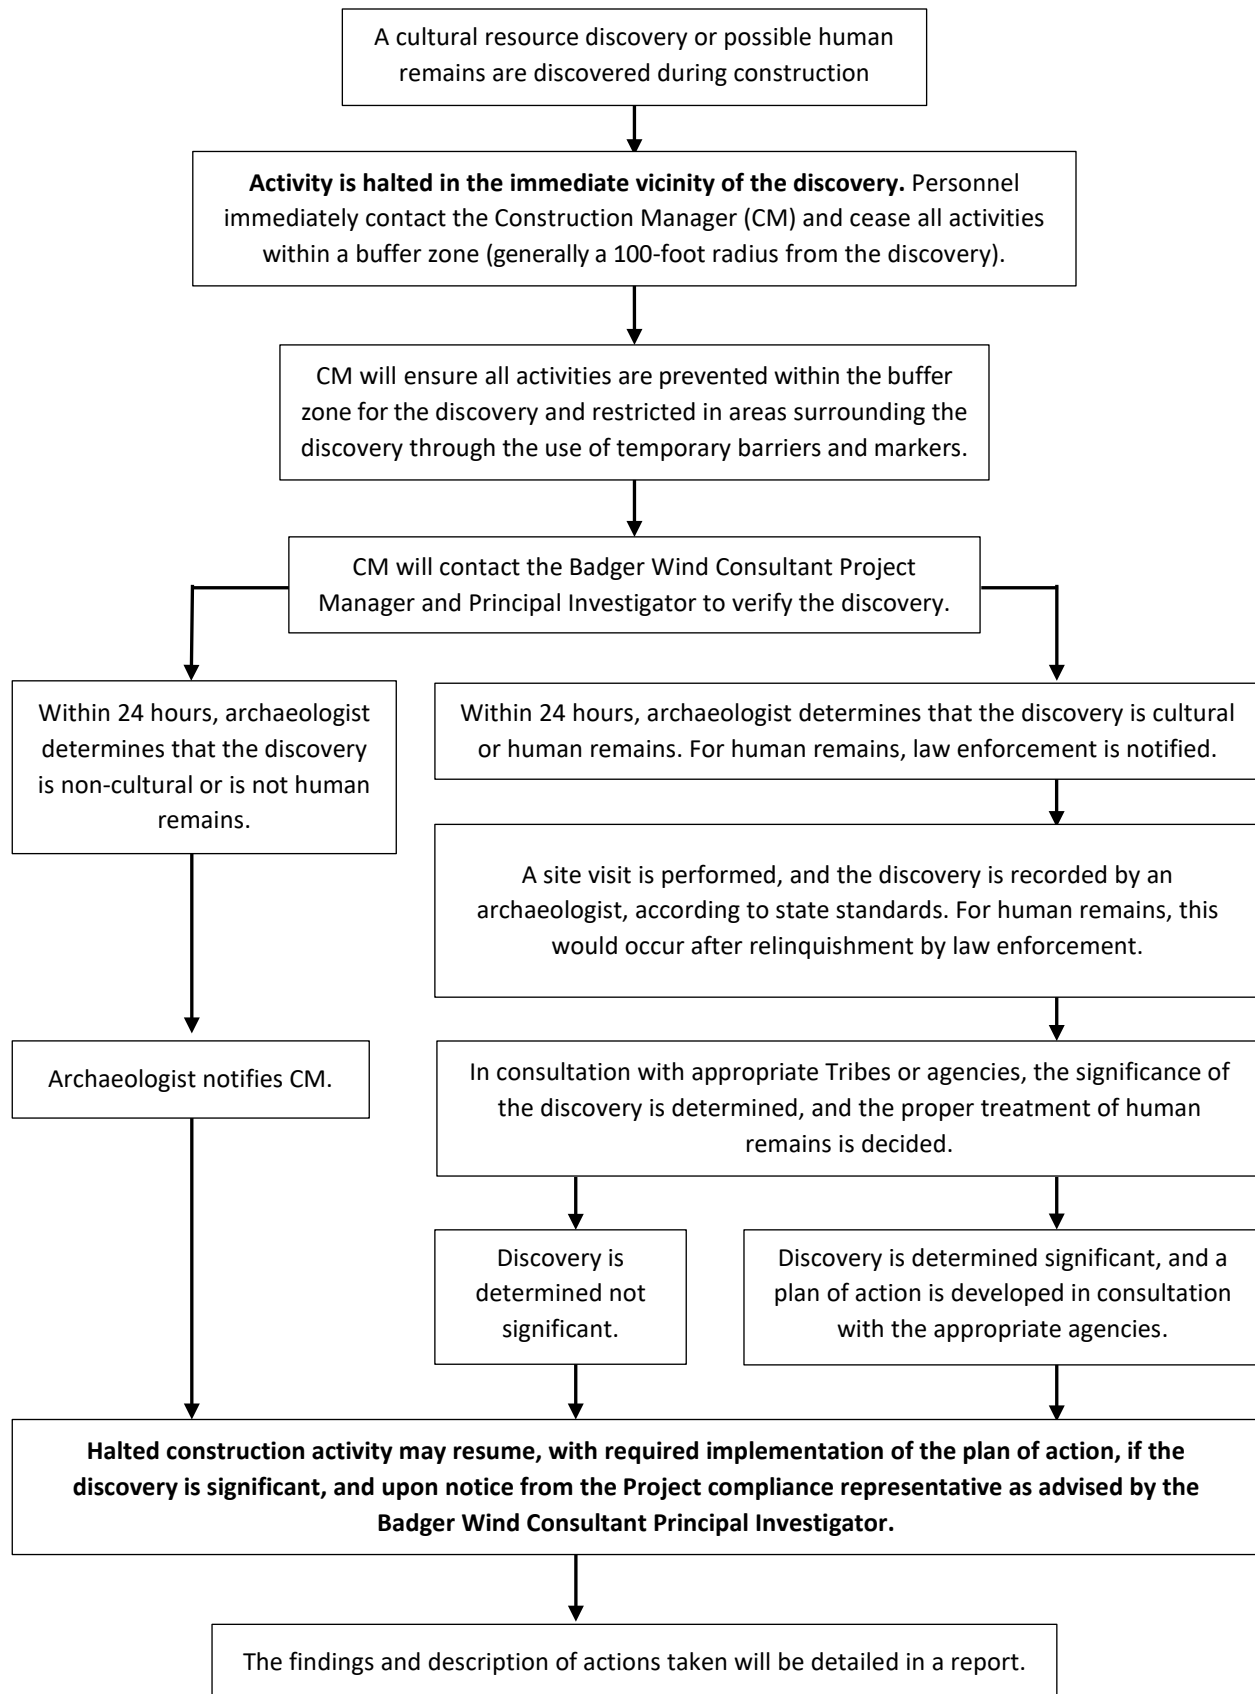 A cultural resource discovery or possible human
remains are discovered during construction
Activity is halted in the immediate vicinity of the discovery. Personnel
immediately contact the Construction Manager (CM) and cease all activities
within a buffer zone (generally a 100-foot radius from the discovery).
CM will ensure all activities are prevented within the buffer
zone for the discovery and restricted in areas surrounding the
discovery through the use of temporary barriers and markers.
CM will contact the Badger Wind Consultant Project
Manager and Principal Investigator to verify the discovery.
Within 24 hours, archaeologist
determines that the discovery
is non-cultural or is not human
remains.
Within 24 hours, archaeologist determines that the discovery is cultural
or human remains. For human remains, law enforcement is notified.
A site visit is performed, and the discovery is recorded by an
archaeologist, according to state standards. For human remains, this
would occur after relinquishment by law enforcement.
Archaeologist notifies CM.
In consultation with appropriate Tribes or agencies, the significance of
the discovery is determined, and the proper treatment of human
remains is decided.
Discovery is
determined not
significant.
Discovery is determined significant, and a
plan of action is developed in consultation
with the appropriate agencies.
Halted construction activity may resume, with required implementation of the plan of action, if the
discovery is significant, and upon notice from the Project compliance representative as advised by the
Badger Wind Consultant Principal Investigator.
The findings and description of actions taken will be detailed in a report.